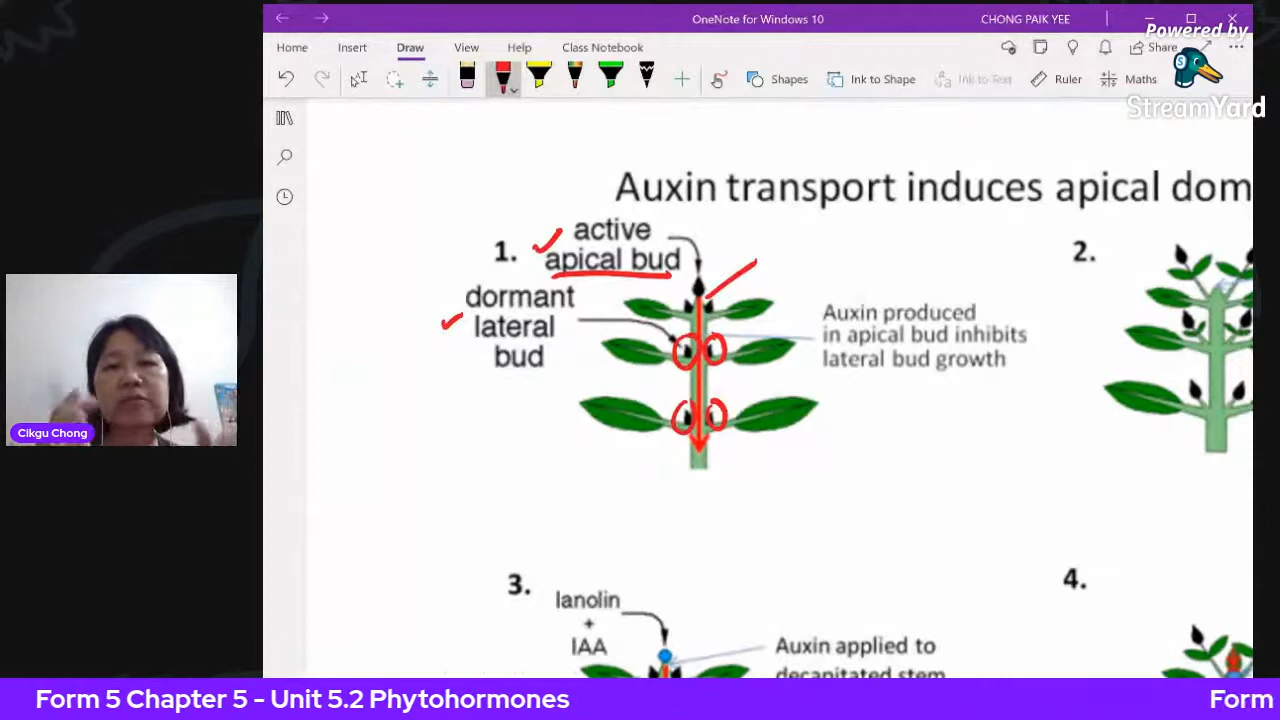 OneNote for Windows 10
CHONG PAIK YEE
Powered by
Home
Insert
Draw
View
Help
Class Notebook
Share
Shapes
Ink to Shape
Ink to Text
Ruler
Maths
S
StreamYard
Auxin transport induces apical dom
1.
active
apical bud
dormant
lateral
bud
Auxin produced
in apical bud inhibits
lateral bud growth
2.
3.
lanolin
+
IAA
Auxin applied to
decapitated stem
4.
Cikgu Chong
Form 5 Chapter 5 - Unit 5.2 Phytohormones
Form